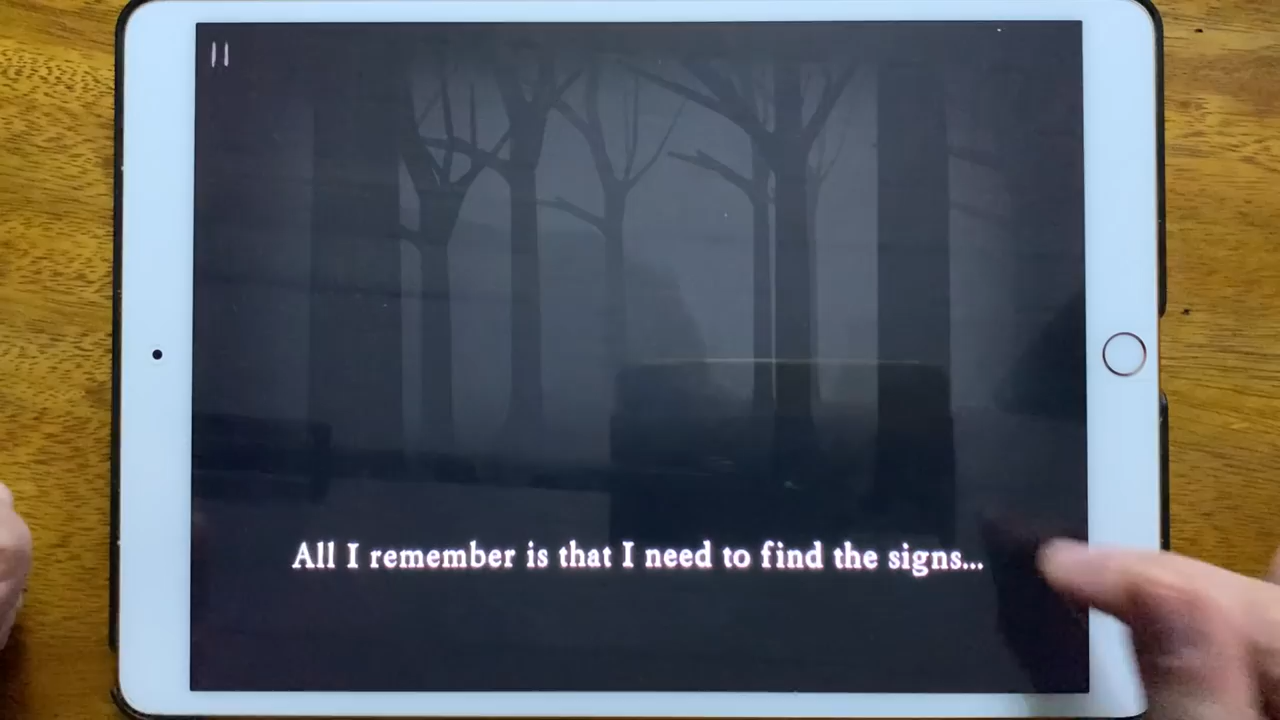 All I remember is that I need to find the signs...